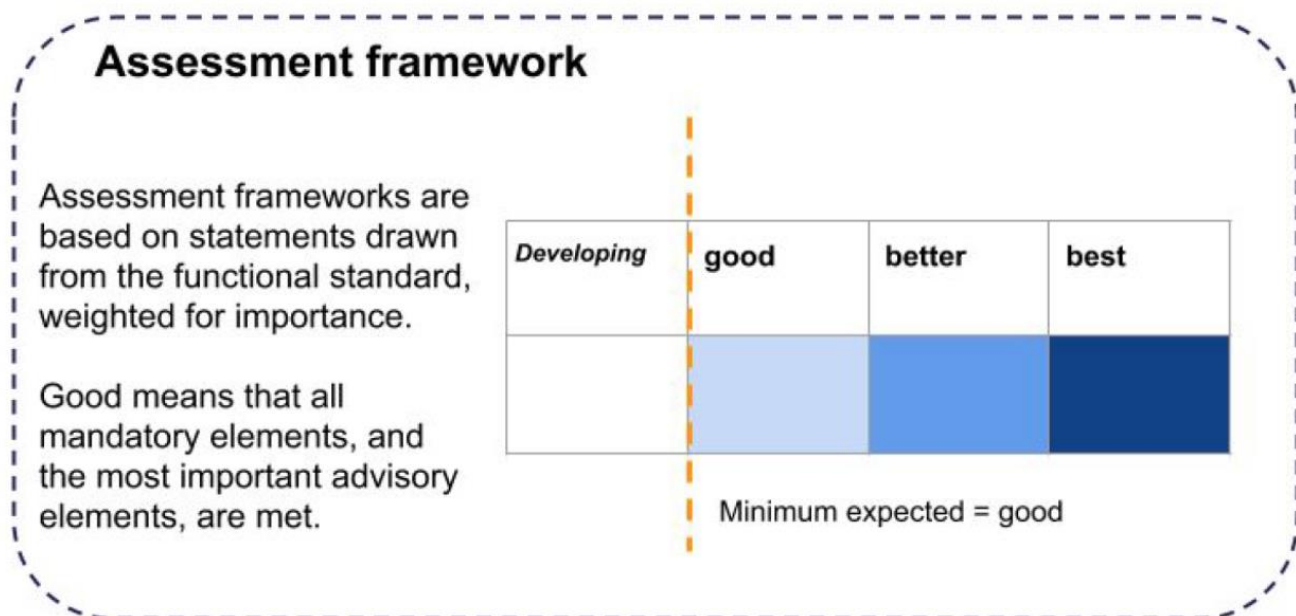 Assessment framework
Assessment frameworks are
based on statements drawn
from the functional standard,
weighted for importance.
Good means that all
mandatory elements, and
the most important advisory
elements, are met.
Developing good better best
Minimum expected = good